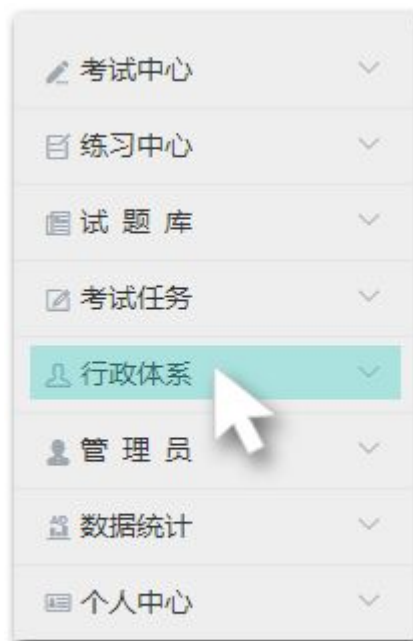 考试中心
练习中心
试 题 库
考试任务
行政体系
管 理 员
数据统计
个人中心